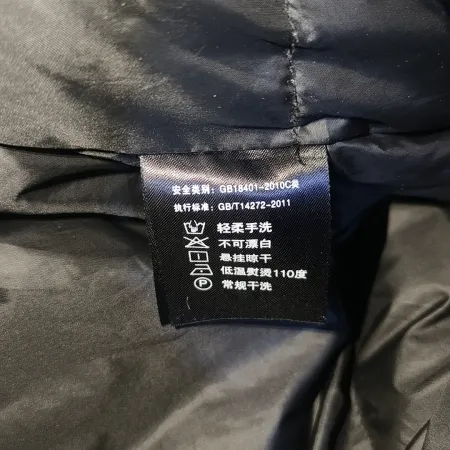 安全类别：GB18401-2010C类
执行标准：GB/T14272-2011
轻柔手洗
不可漂白
悬挂晾干
低温熨烫110度
P 常规干洗